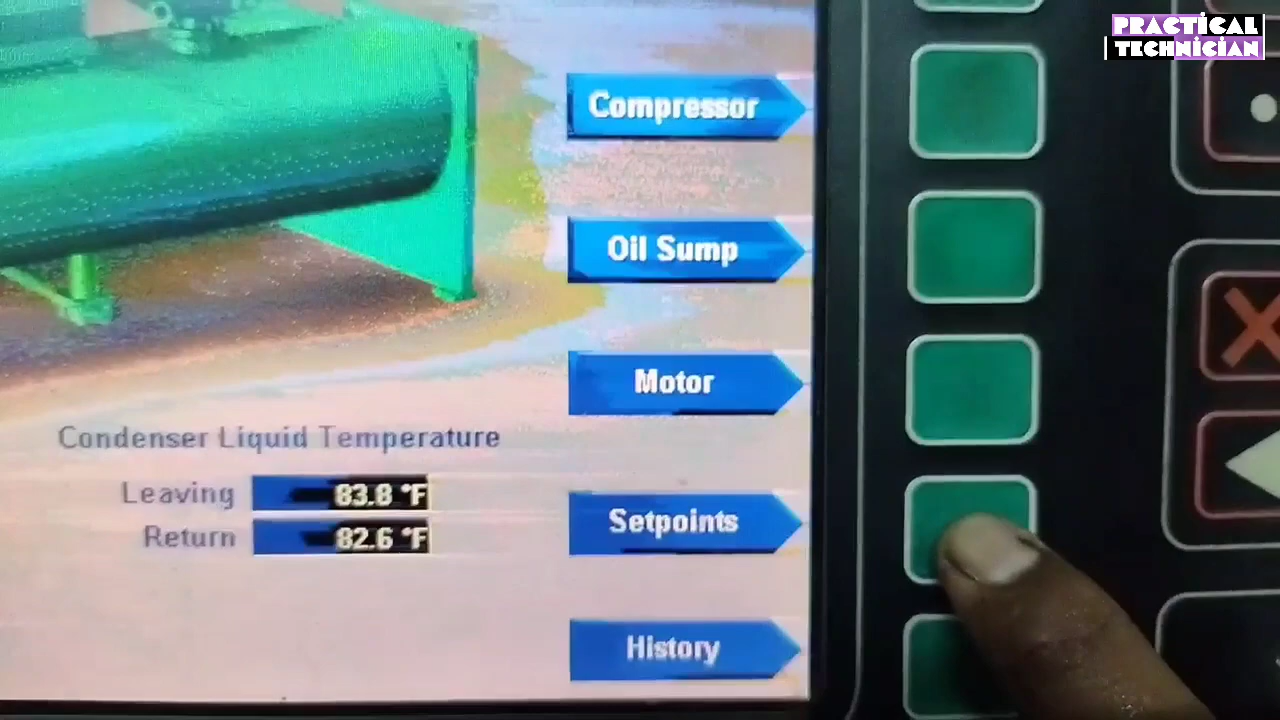 PRACTiCAL
TECHNiCiAN
Compressor
Oil Sump
Motor
Condenser Liquid Temperature
Leaving 83.8 °F
Return 82.6 °F
Setpoints
History